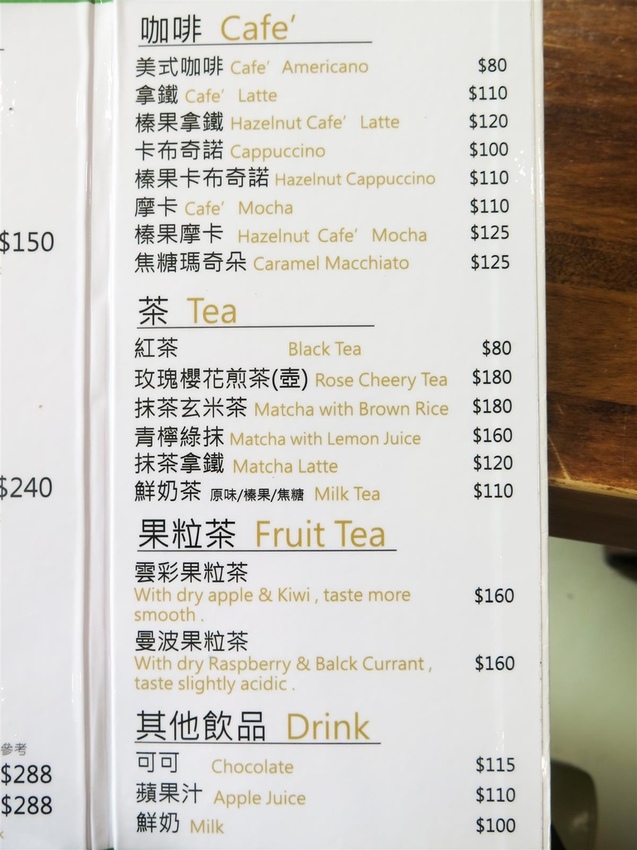 $150
$240
參考
$288
$288
咖啡 Cafe'
美式咖啡 Cafe' Americano $80
拿鐵 Cafe' Latte $110
榛果拿鐵 Hazelnut Cafe' Latte $120
卡布奇諾 Cappuccino $100
榛果卡布奇諾 Hazelnut Cappuccino $110
摩卡 Cafe' Mocha $110
榛果摩卡 Hazelnut Cafe' Mocha $125
焦糖瑪奇朵 Caramel Macchiato $125
茶 Tea
紅茶 Black Tea $80
玫瑰櫻花煎茶(壺) Rose Cheery Tea $180
抹茶玄米茶 Matcha with Brown Rice $180
青檸綠抹 Matcha with Lemon Juice $160
抹茶拿鐵 Matcha Latte $120
鮮奶茶 原味/榛果/焦糖 Milk Tea $110
果粒茶 Fruit Tea
雲彩果粒茶
With dry apple & Kiwi , taste more $160
smooth .
曼波果粒茶
With dry Raspberry & Balck Currant , $160
taste slightly acidic .
其他飲品 Drink
可可 Chocolate $115
蘋果汁 Apple Juice $110
鮮奶 Milk $100